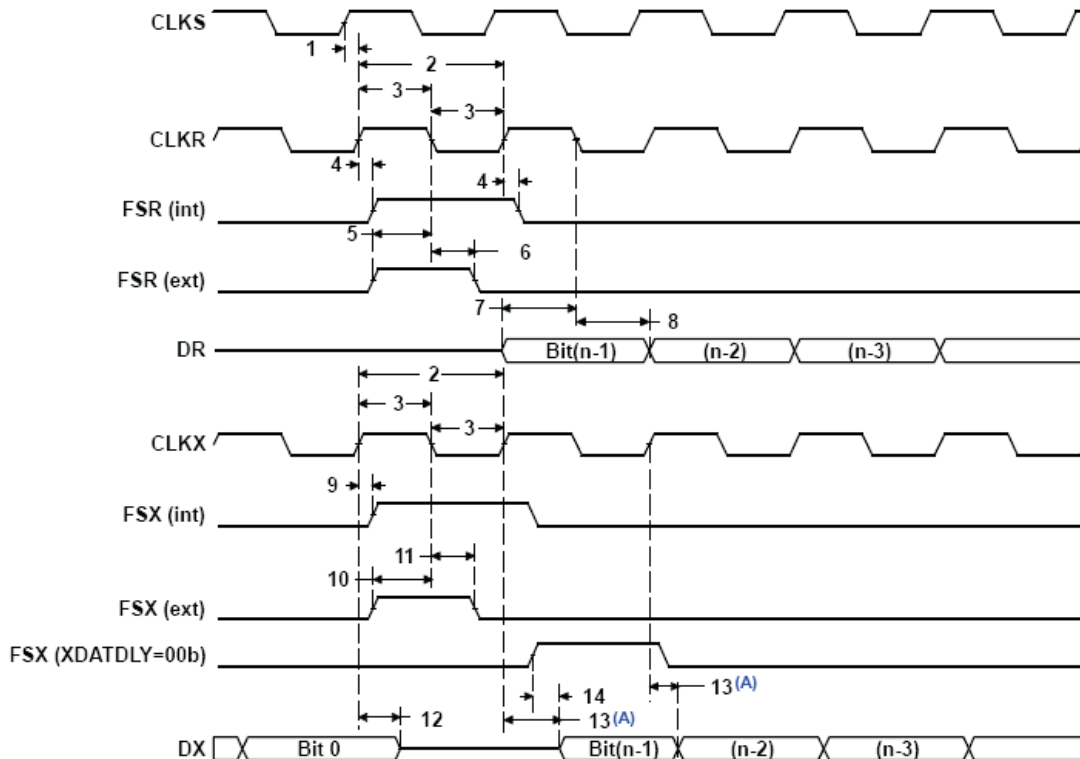 CLKS
1
2
3
3
CLKR
4
4
FSR (int)
5
6
FSR (ext)
7
8
DR
Bit(n-1)
(n-2)
(n-3)
2
3
3
CLKX
9
FSX (int)
11
10
FSX (ext)
FSX (XDATDLY=00b)
13(A)
14
12
13(A)
DX
Bit 0
Bit(n-1)
(n-2)
(n-3)